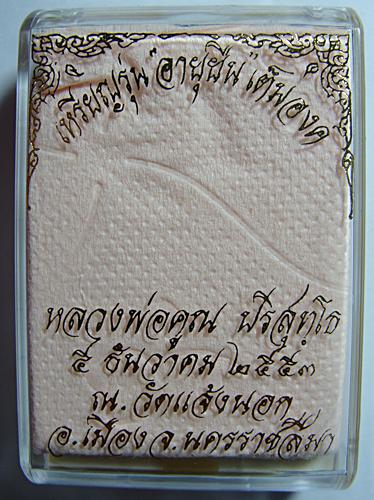 เหรียญรุ่น "อายุยืน" เต็มองค์
หลวงพ่อคูณ ปริสุทฺโธ
๕ ธันวาคม ๒๕๕๓
ณ. วัดแจ้งนอก
อ.เมือง จ.นครราชสีมา